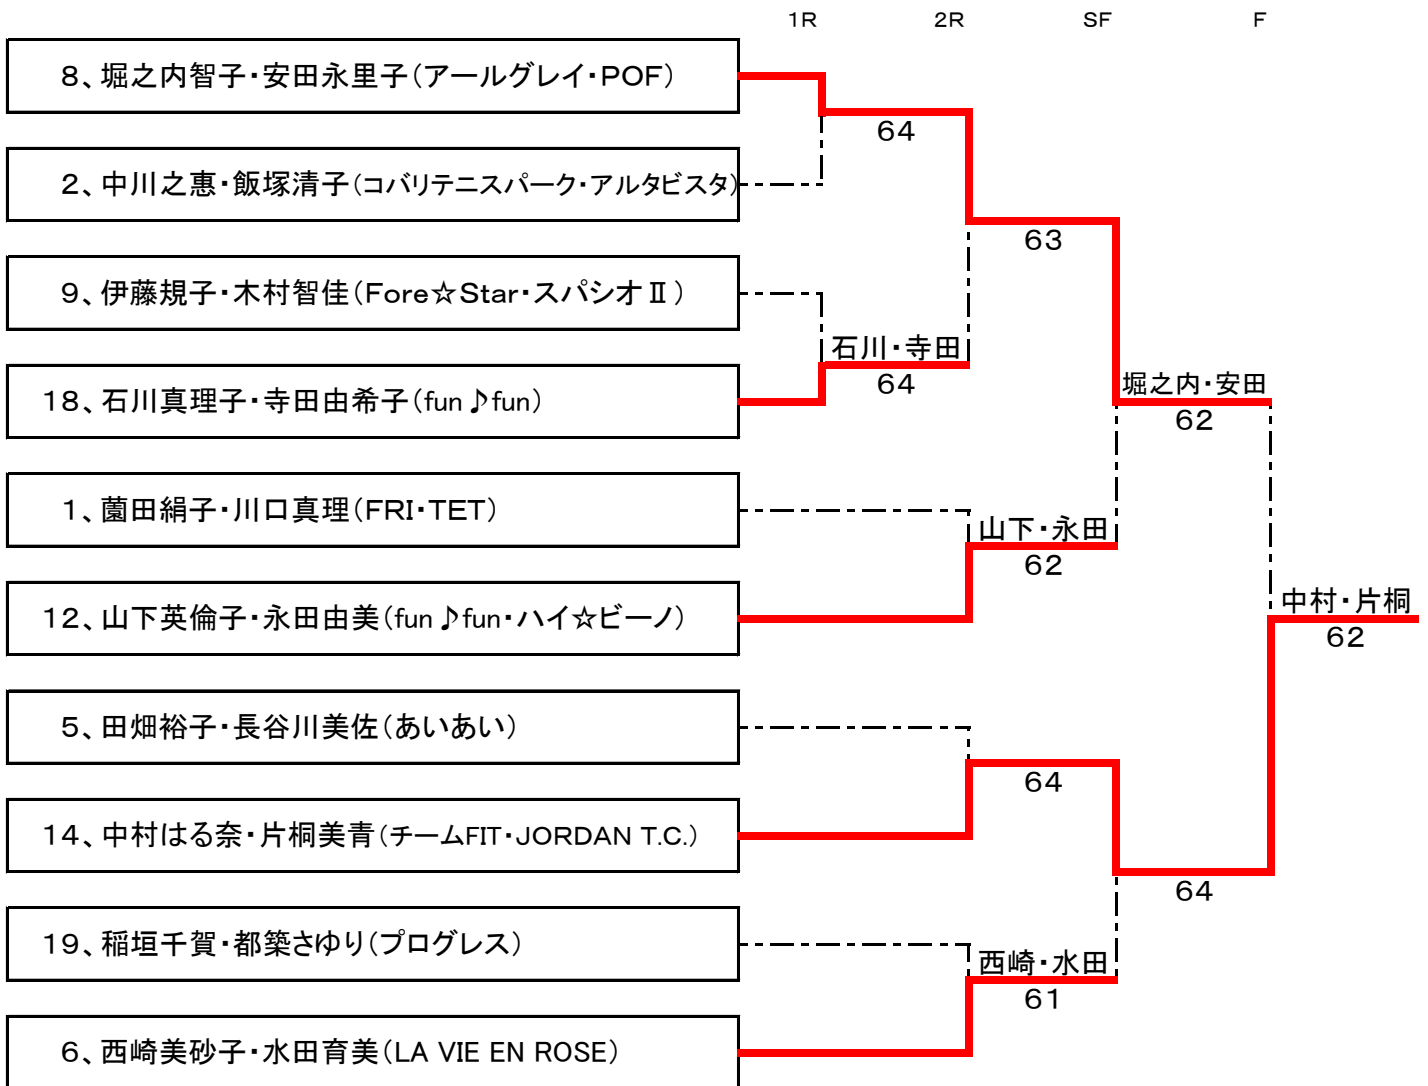 1R 2R SF F
8、堀之内智子・安田永里子(アールグレイ・POF)
64
2、中川之惠・飯塚清子(コバリテニスパーク・アルタビスタ)
63
9、伊藤規子・木村智佳(Fore☆Star・スパシオⅡ)
石川・寺田
64
18、石川真理子・寺田由希子(fun♪fun)
堀之内・安田
62
1、薗田絹子・川口真理(FRI・TET)
山下・永田
62
12、山下英倫子・永田由美(fun♪fun・ハイ☆ビーノ)
中村・片桐
62
5、田畑裕子・長谷川美佐(あいあい)
64
14、中村はる奈・片桐美青(チームFIT・JORDAN T.C.)
64
19、稲垣千賀・都築さゆり(プログレス)
西崎・水田
61
6、西崎美砂子・水田育美(LA VIE EN ROSE)